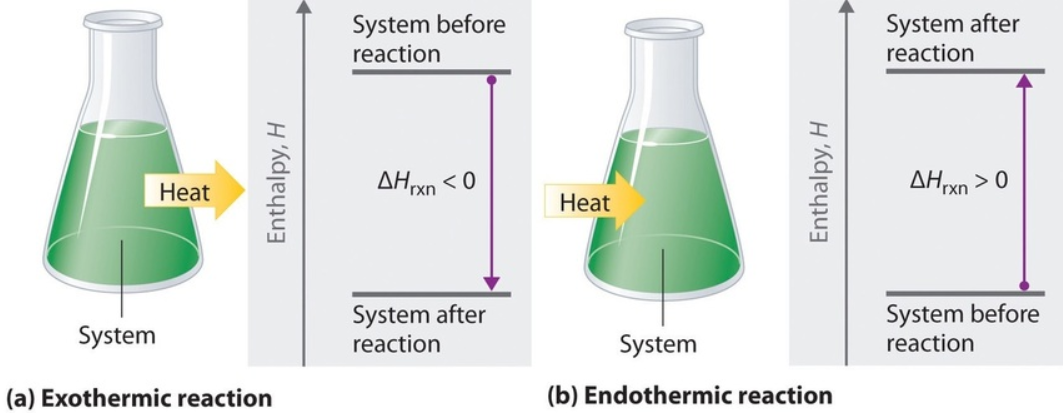 Heat
System
Enthalpy, H
System before
reaction
ΔHrxn < 0
System after
reaction
(a) Exothermic reaction
Heat
System
Enthalpy, H
System after
reaction
ΔHrxn > 0
System before
reaction
(b) Endothermic reaction